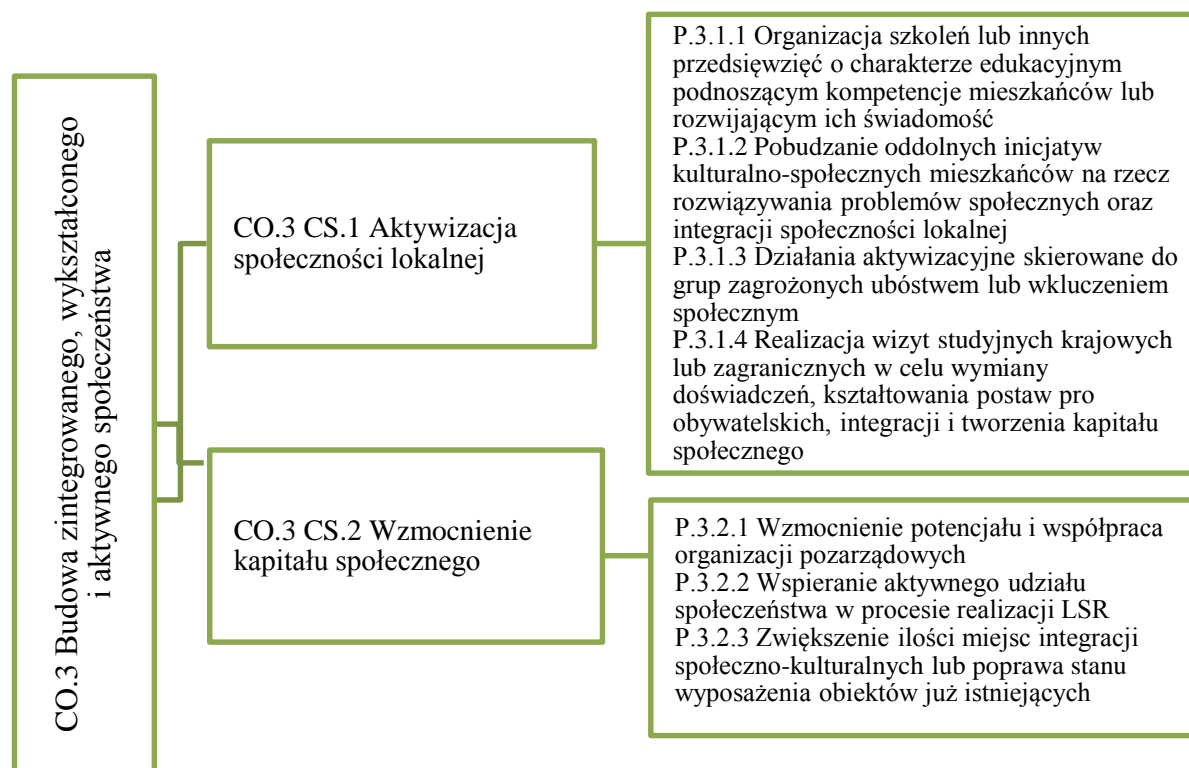 CO.3 Budowa zintegrowanego, wykształconego
i aktywnego społeczeństwa
CO.3 CS.1 Aktywizacja
społeczności lokalnej
P.3.1.1 Organizacja szkoleń lub innych
przedsięwzięć o charakterze edukacyjnym
podnoszącym kompetencje mieszkańców lub
rozwijającym ich świadomość
P.3.1.2 Pobudzanie oddolnych inicjatyw
kulturalno-społecznych mieszkańców na rzecz
rozwiązywania problemów społecznych oraz
integracji społeczności lokalnej
P.3.1.3 Działania aktywizacyjne skierowane do
grup zagrożonych ubóstwem lub wkluczeniem
społecznym
P.3.1.4 Realizacja wizyt studyjnych krajowych
lub zagranicznych w celu wymiany
doświadczeń, kształtowania postaw pro
obywatelskich, integracji i tworzenia kapitału
społecznego
CO.3 CS.2 Wzmocnienie
kapitału społecznego
P.3.2.1 Wzmocnienie potencjału i współpraca
organizacji pozarządowych
P.3.2.2 Wspieranie aktywnego udziału
społeczeństwa w procesie realizacji LSR
P.3.2.3 Zwiększenie ilości miejsc integracji
społeczno-kulturalnych lub poprawa stanu
wyposażenia obiektów już istniejących